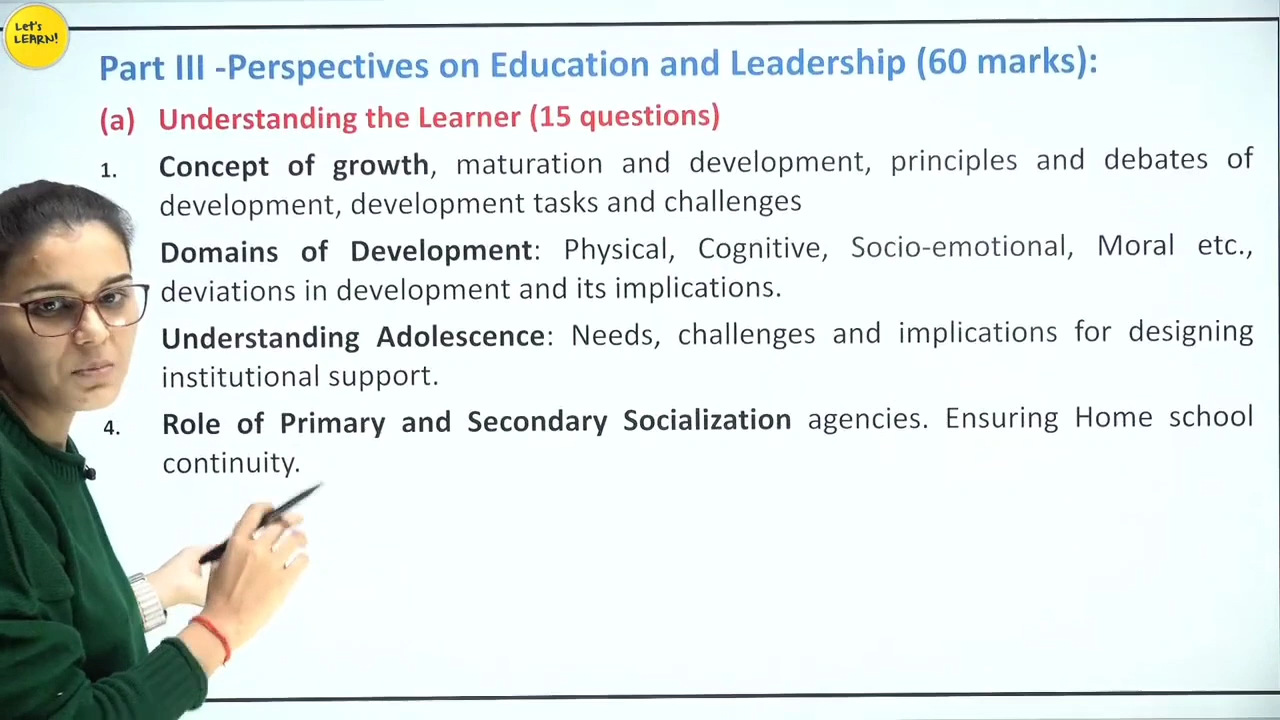 Let's
LEARN!
Part III -Perspectives on Education and Leadership (60 marks):
(a) Understanding the Learner (15 questions)
1. Concept of growth, maturation and development, principles and debates of
development, development tasks and challenges
Domains of Development: Physical, Cognitive, Socio-emotional, Moral etc.,
deviations in development and its implications.
Understanding Adolescence: Needs, challenges and implications for designing
institutional support.
4. Role of Primary and Secondary Socialization agencies. Ensuring Home school
continuity.